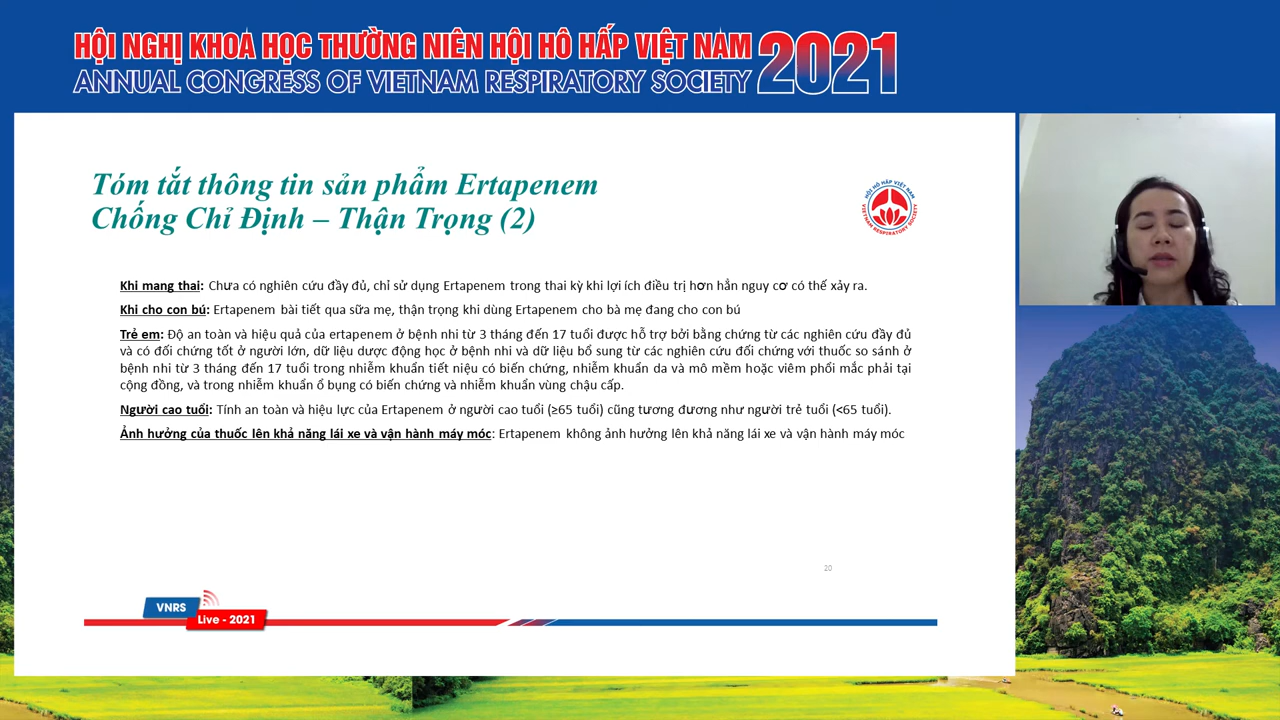 HỘI NGHỊ KHOA HỌC THƯỜNG NIÊN HỘI HÔ HẤP VIỆT NAM 2021
ANNUAL CONGRESS OF VIETNAM RESPIRATORY SOCIETY
Tóm tắt thông tin sản phẩm Ertapenem
Chống Chỉ Định – Thận Trọng (2)
HỘI HÔ HẤP VIỆT NAM
VIETNAM RESPIRATORY SOCIETY
Khi mang thai: Chưa có nghiên cứu đầy đủ, chỉ sử dụng Ertapenem trong thai kỳ khi lợi ích điều trị hơn hẳn nguy cơ có thể xảy ra.
Khi cho con bú: Ertapenem bài tiết qua sữa mẹ, thận trọng khi dùng Ertapenem cho bà mẹ đang cho con bú
Trẻ em: Độ an toàn và hiệu quả của ertapenem ở bệnh nhi từ 3 tháng đến 17 tuổi được hỗ trợ bởi bằng chứng từ các nghiên cứu đầy đủ
và có đối chứng tốt ở người lớn, dữ liệu dược động học ở bệnh nhi và dữ liệu bổ sung từ các nghiên cứu đối chứng với thuốc so sánh ở
bệnh nhi từ 3 tháng đến 17 tuổi trong nhiễm khuẩn tiết niệu có biến chứng, nhiễm khuẩn da và mô mềm hoặc viêm phổi mắc phải tại
cộng đồng, và trong nhiễm khuẩn ổ bụng có biến chứng và nhiễm khuẩn vùng chậu cấp.
Người cao tuổi: Tính an toàn và hiệu lực của Ertapenem ở người cao tuổi (≥65 tuổi) cũng tương đương như người trẻ tuổi (<65 tuổi).
Ảnh hưởng của thuốc lên khả năng lái xe và vận hành máy móc: Ertapenem không ảnh hưởng lên khả năng lái xe và vận hành máy móc
20
VNRS
Live - 2021